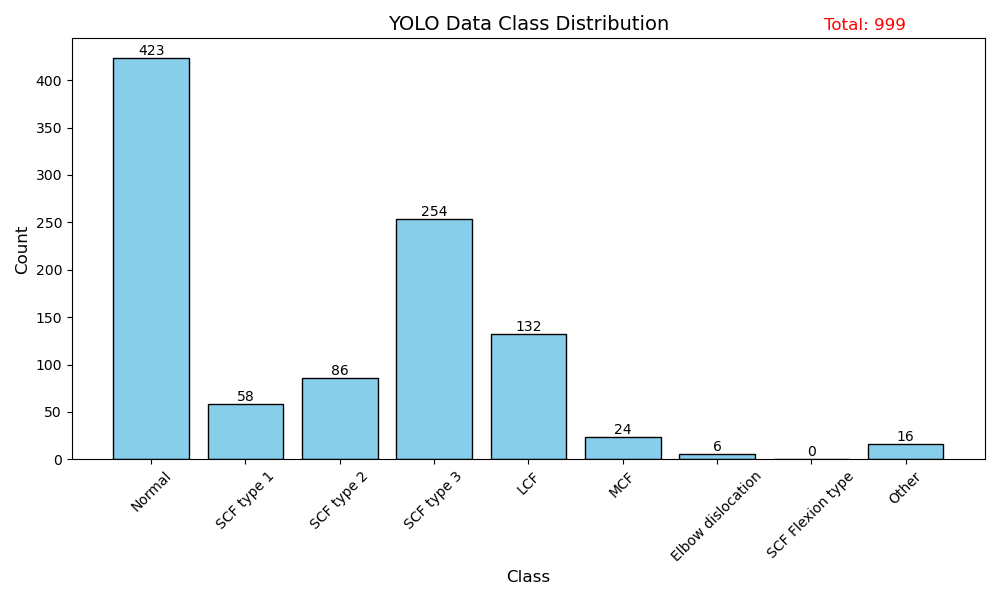 YOLO Data Class Distribution
Total: 999
Count
400
350
300
250
200
150
100
50
0
423
58
86
254
132
24
6
0
16
Normal
SCF type 1
SCF type 2
SCF type 3
LCF
MCF
Elbow dislocation
SCF Flexion type
Other
Class